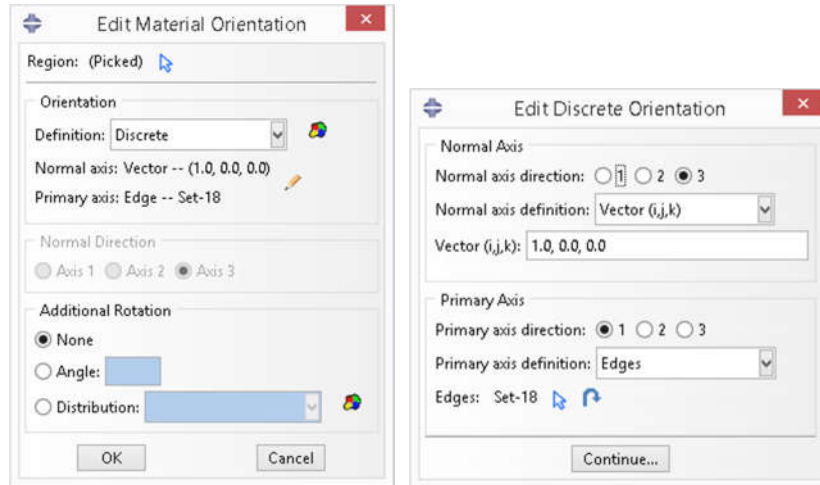 Edit Material Orientation
Region: (Picked)
Orientation
Definition: Discrete
Normal axis: Vector -- (1.0, 0.0, 0.0)
Primary axis: Edge -- Set-18
Normal Direction
Axis 1 Axis 2 Axis 3
Additional Rotation
None
Angle:
Distribution:
OK Cancel
Edit Discrete Orientation
Normal Axis
Normal axis direction: 1 2 3
Normal axis definition: Vector (i,j,k)
Vector (i,j,k): 1.0, 0.0, 0.0
Primary Axis
Primary axis direction: 1 2 3
Primary axis definition: Edges
Edges: Set-18
Continue...